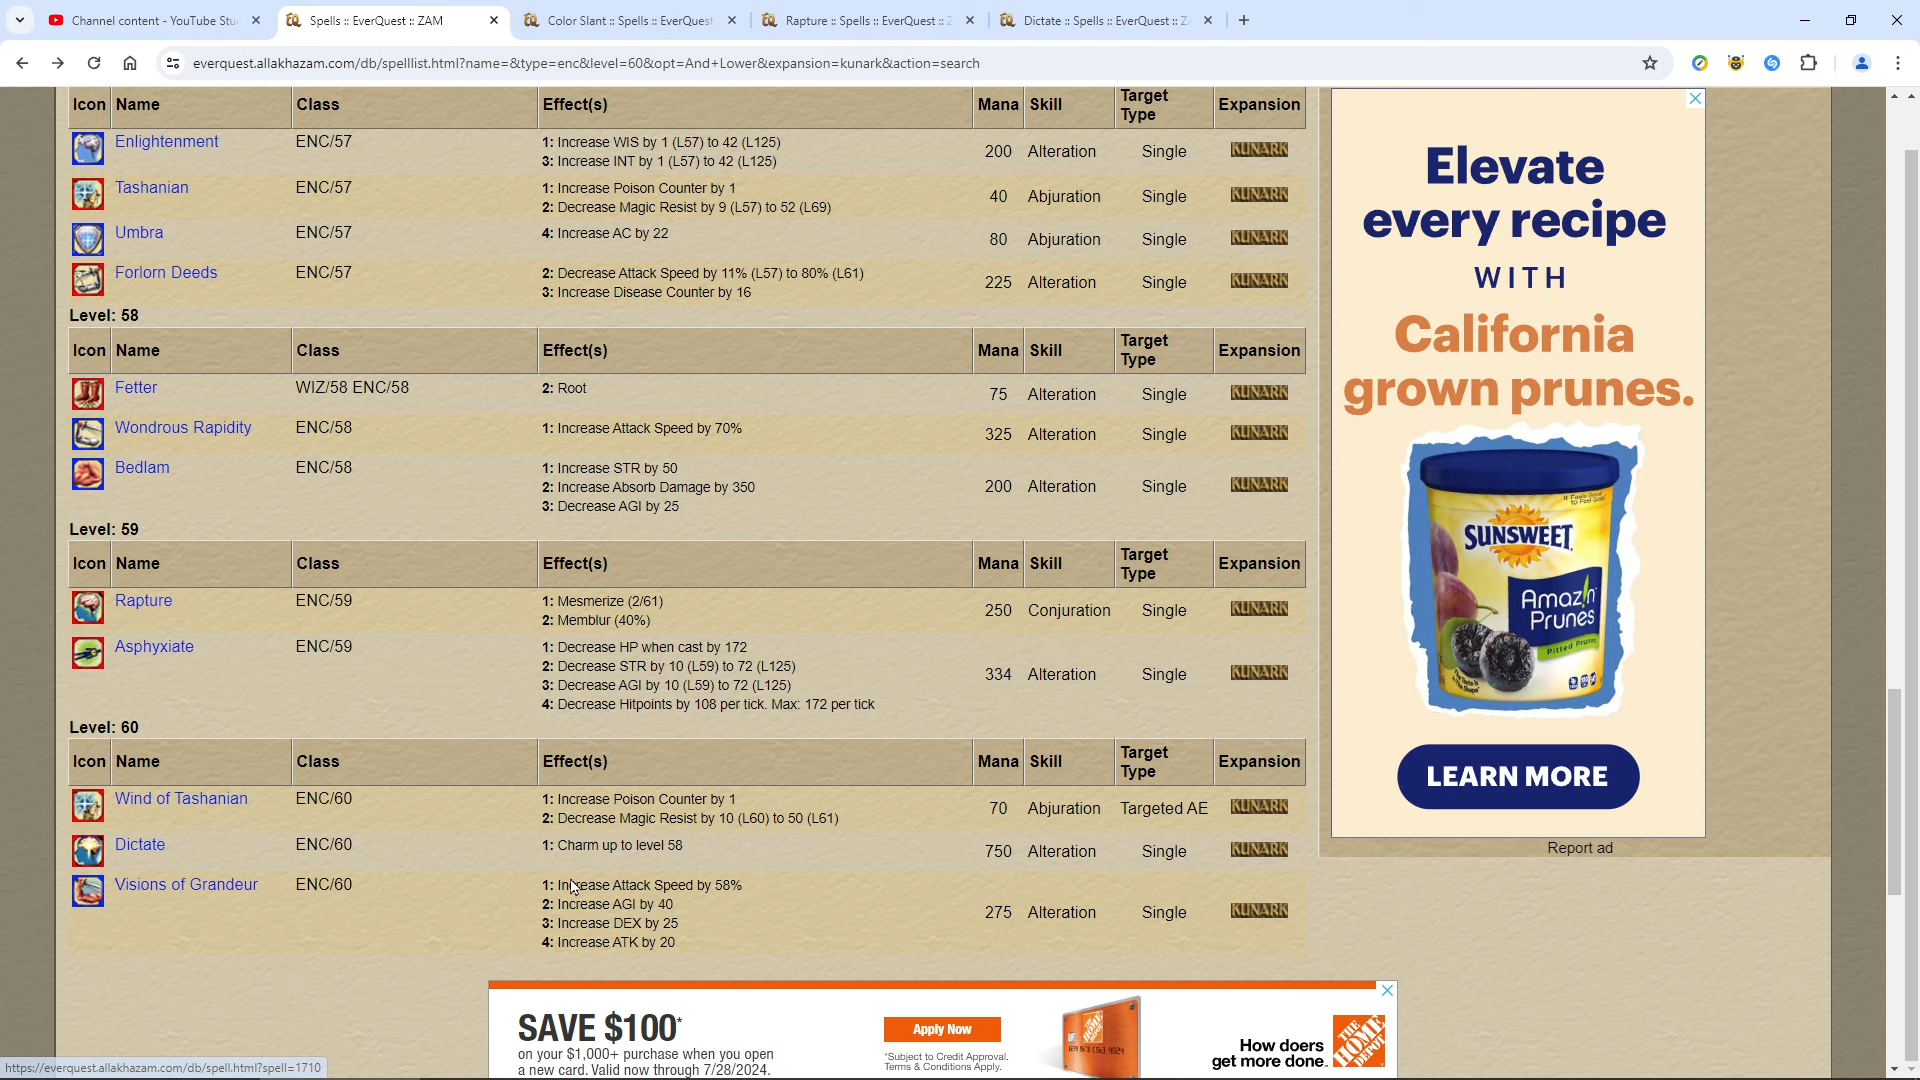 Channel content - YouTube Stu
Spells :: EverQuest :: ZAM
Color Slant :: Spells :: EverQuest
Rapture :: Spells :: EverQuest :: Z
Dictate :: Spells :: EverQuest :: ZA
everquest.allakhazam.com/db/spelllist.html?name=&type=enc&level=60&opt=And+Lower&expansion=kunark&action=search
Icon Name Class Effect(s) Mana Skill Target Type Expansion
Enlightenment ENC/57 1: Increase WIS by 1 (L57) to 42 (L125)
3: Increase INT by 1 (L57) to 42 (L125)
200 Alteration Single KUNARK
Tashanian ENC/57 1: Increase Poison Counter by 1
2: Decrease Magic Resist by 9 (L57) to 52 (L69)
40 Abjuration Single KUNARK
Umbra ENC/57 4: Increase AC by 22 80 Abjuration Single KUNARK
Forlorn Deeds ENC/57 2: Decrease Attack Speed by 11% (L57) to 80% (L61)
3: Increase Disease Counter by 16
225 Alteration Single KUNARK
Level: 58
Icon Name Class Effect(s) Mana Skill Target Type Expansion
Fetter WIZ/58 ENC/58 2: Root 75 Alteration Single KUNARK
Wondrous Rapidity ENC/58 1: Increase Attack Speed by 70% 325 Alteration Single KUNARK
Bedlam ENC/58 1: Increase STR by 50
2: Increase Absorb Damage by 350
3: Decrease AGI by 25
200 Alteration Single KUNARK
Level: 59
Icon Name Class Effect(s) Mana Skill Target Type Expansion
Rapture ENC/59 1: Mesmerize (2/61)
2: Memblur (40%)
250 Conjuration Single KUNARK
Asphyxiate ENC/59 1: Decrease HP when cast by 172
2: Decrease STR by 10 (L59) to 72 (L125)
3: Decrease AGI by 10 (L59) to 72 (L125)
4: Decrease Hitpoints by 108 per tick. Max: 172 per tick
334 Alteration Single KUNARK
Level: 60
Icon Name Class Effect(s) Mana Skill Target Type Expansion
Wind of Tashanian ENC/60 1: Increase Poison Counter by 1
2: Decrease Magic Resist by 10 (L60) to 50 (L61)
70 Abjuration Targeted AE KUNARK
Dictate ENC/60 1: Charm up to level 58 750 Alteration Single KUNARK
Visions of Grandeur ENC/60 1: Increase Attack Speed by 58%
2: Increase AGI by 40
3: Increase DEX by 25
4: Increase ATK by 20
275 Alteration Single KUNARK
Elevate
every recipe
WITH
California
grown prunes.
SUNSWEET
Amazin
Prunes
Pitted Prunes
LEARN MORE
Report ad
SAVE $100*
on your $1,000+ purchase when you open
a new card. Valid now through 7/28/2024.
Apply Now
*Subject to Credit Approval.
Terms & Conditions Apply.
How doers
get more done.
THE HOME DEPOT
https://everquest.allakhazam.com/db/spell.html?spell=1710